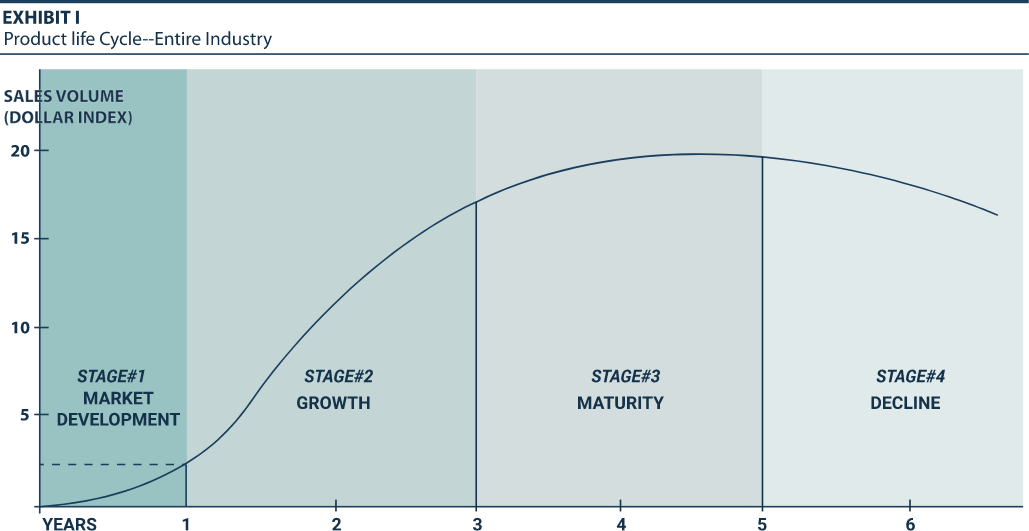 EXHIBIT I
Product life Cycle--Entire Industry
SALES VOLUME
(DOLLAR INDEX)
20
15
10
5
STAGE#1
MARKET
DEVELOPMENT
STAGE#2
GROWTH
STAGE#3
MATURITY
STAGE#4
DECLINE
YEARS 1 2 3 4 5 6